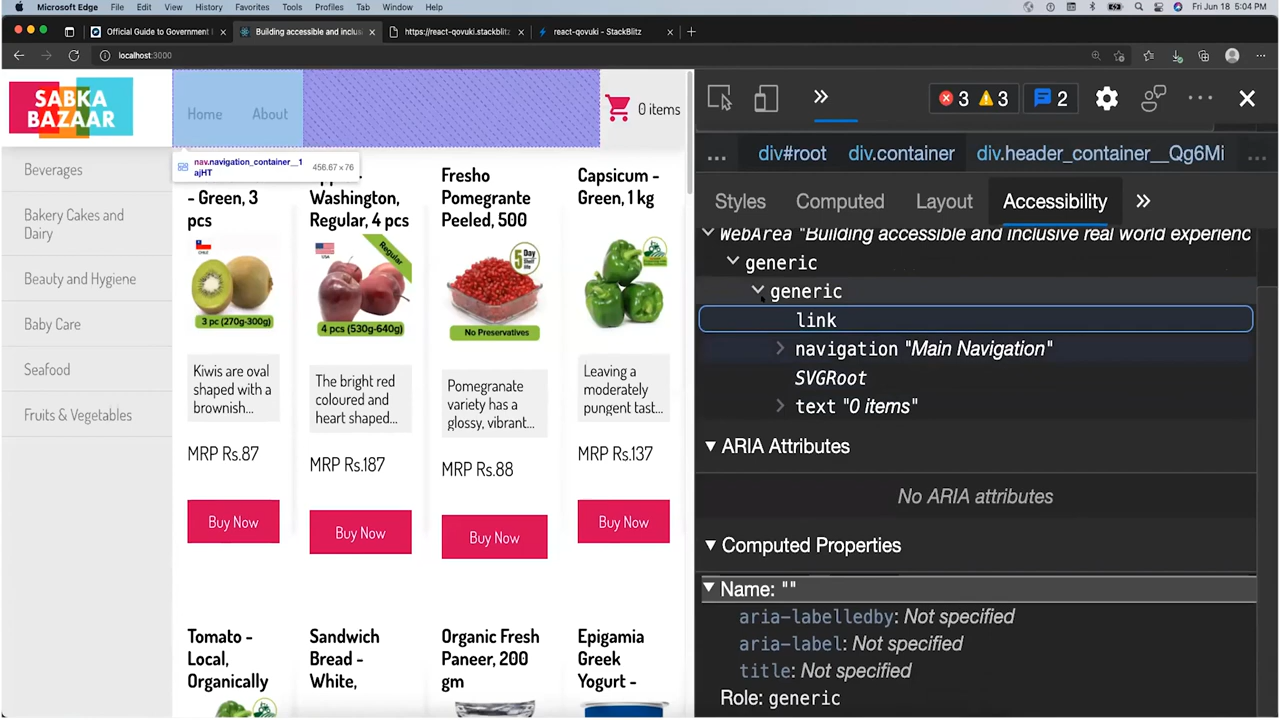 Microsoft Edge File Edit View History Favorites Tools Profiles Tab Window Help Fri Jun 18 5:04 PM
Official Guide to Government Building accessible and inclus https://react-qovuki.stackblitz react-qovuki - StackBlitz
localhost:3000
SABKA
BAZAAR
Home About
0 items
nav.navigation_container__1
ajHT
456.67 × 76
Beverages
Bakery Cakes and
Dairy
Beauty and Hygiene
Baby Care
Seafood
Fruits & Vegetables
- Green, 3
pcs
CHILE
3 pc (270g-300g)
Kiwis are oval
shaped with a
brownish...
MRP Rs.87
Buy Now
Washington,
Regular, 4 pcs
USA
Regular
4 pcs (530g-640g)
The bright red
coloured and
heart shaped...
MRP Rs.187
Buy Now
Fresho
Pomegrante
Peeled, 500
5 Day
No Preservatives
Pomegranate
variety has a
glossy, vibrant...
MRP Rs.88
Buy Now
Capsicum -
Green, 1 kg
Leaving a
moderately
pungent tast...
MRP Rs.137
Buy Now
Tomato -
Local,
Organically
Sandwich
Bread -
White,
Organic Fresh
Paneer, 200
gm
Epigamia
Greek
Yogurt -
3 3 2
... div#root div.container div.header_container__Qg6Mi ...
Styles Computed Layout Accessibility
WebArea "Building accessible and inclusive real world experienc
generic
generic
link
navigation "Main Navigation"
SVGRoot
text "0 items"
ARIA Attributes
No ARIA attributes
Computed Properties
Name: ""
aria-labelledby: Not specified
aria-label: Not specified
title: Not specified
Role: generic